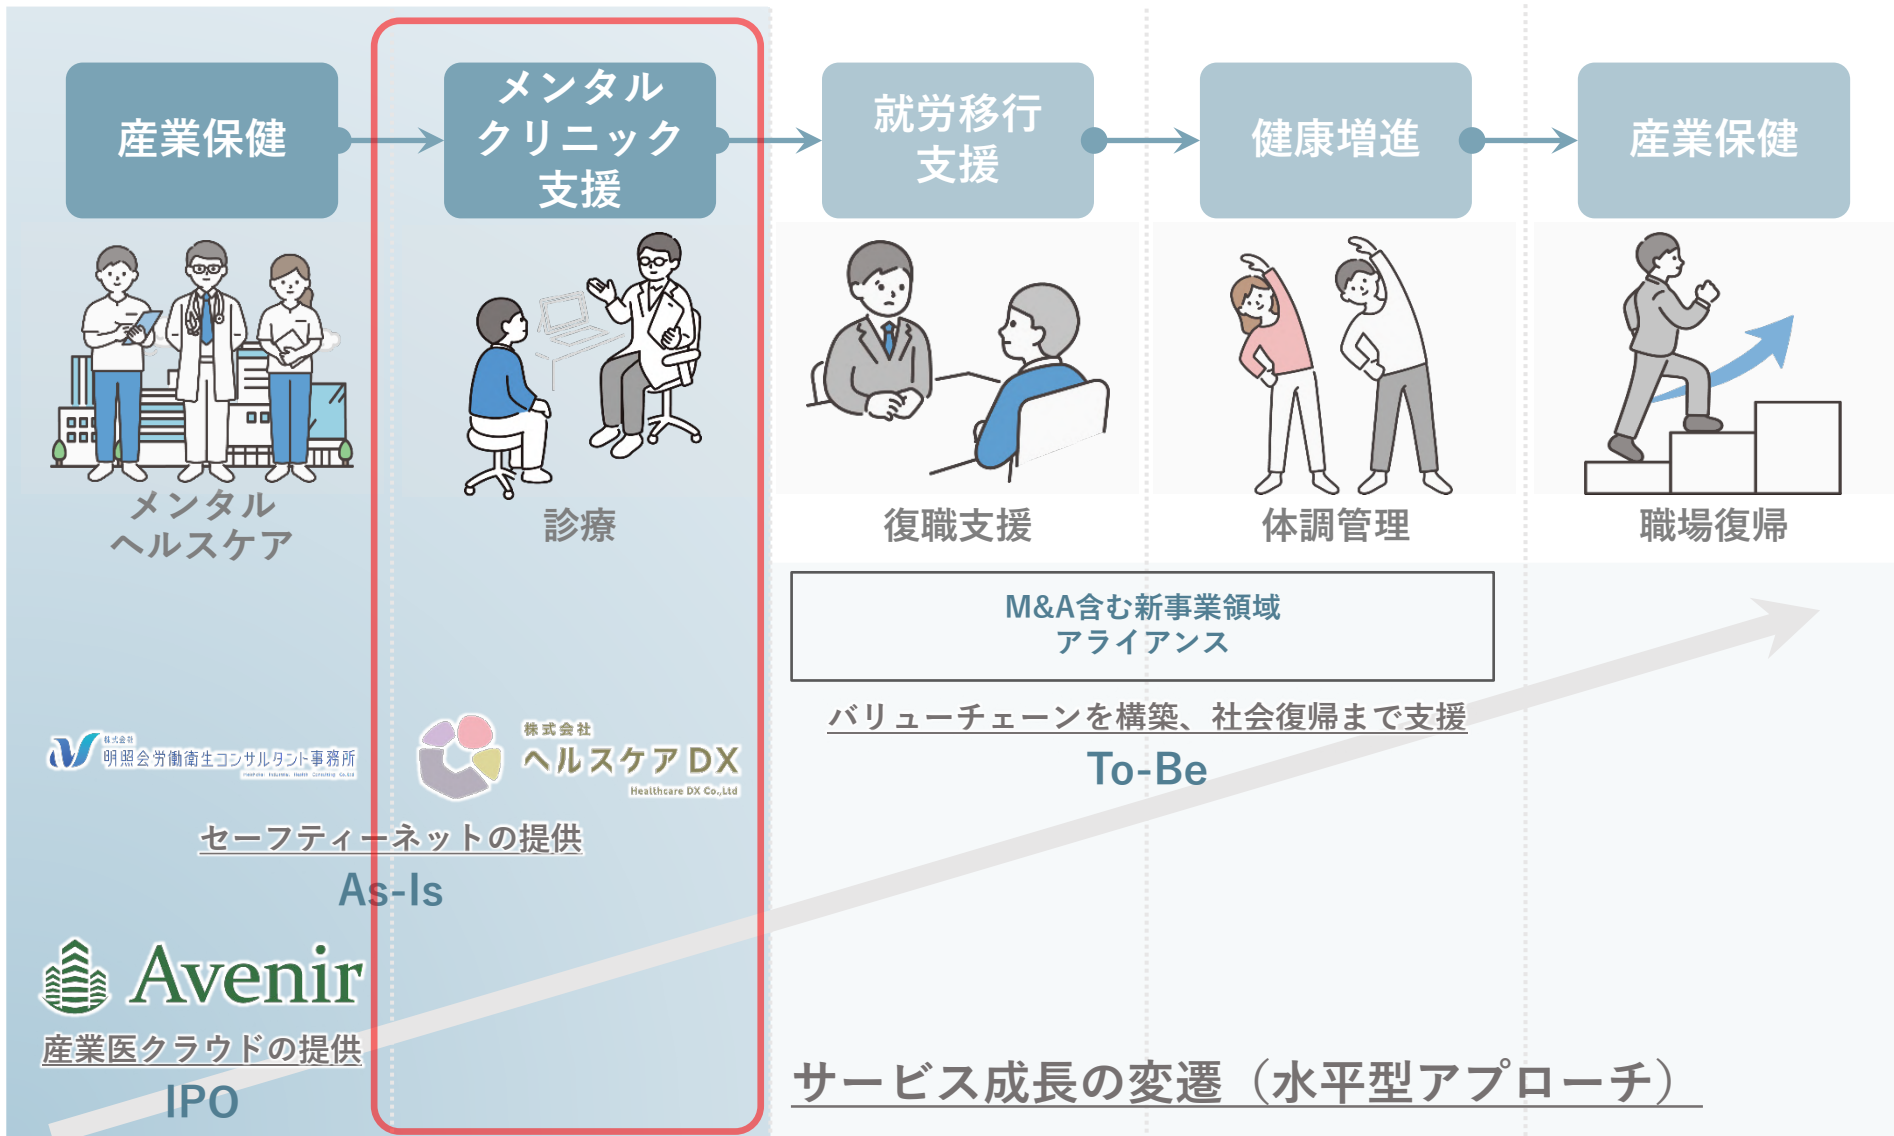 産業保健
メンタル
クリニック
支援
就労移行
支援
健康増進
産業保健
メンタル
ヘルスケア
診療
復職支援
体調管理
職場復帰
M&A含む新事業領域
アライアンス
バリューチェーンを構築、社会復帰まで支援
To-Be
株式会社
明照会労働衛生コンサルタント事務所
株式会社
ヘルスケアDX
Healthcare DX Co.,Ltd
セーフティーネットの提供
As-Is
Avenir
産業医クラウドの提供
IPO
サービス成長の変遷（水平型アプローチ）